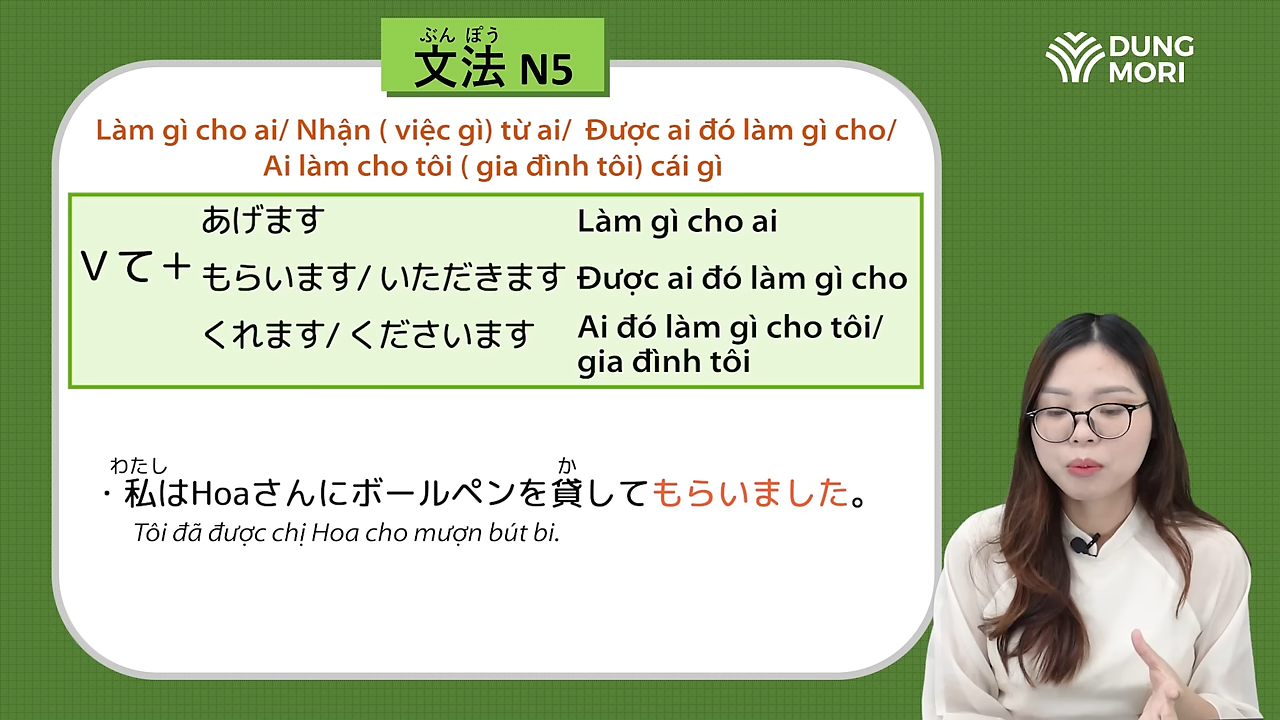 ぶん ぽう
文法 N5
DUNG
MORI
Làm gì cho ai/ Nhận ( việc gì) từ ai/ Được ai đó làm gì cho/
Ai làm cho tôi ( gia đình tôi) cái gì
V て +
あげます
Làm gì cho ai
もらいます/ いただきます
Được ai đó làm gì cho
くれます/ くださいます
Ai đó làm gì cho tôi/
gia đình tôi
わたし か
・私はHoaさんにボールペンを貸してもらいました。
Tôi đã được chị Hoa cho mượn bút bi.